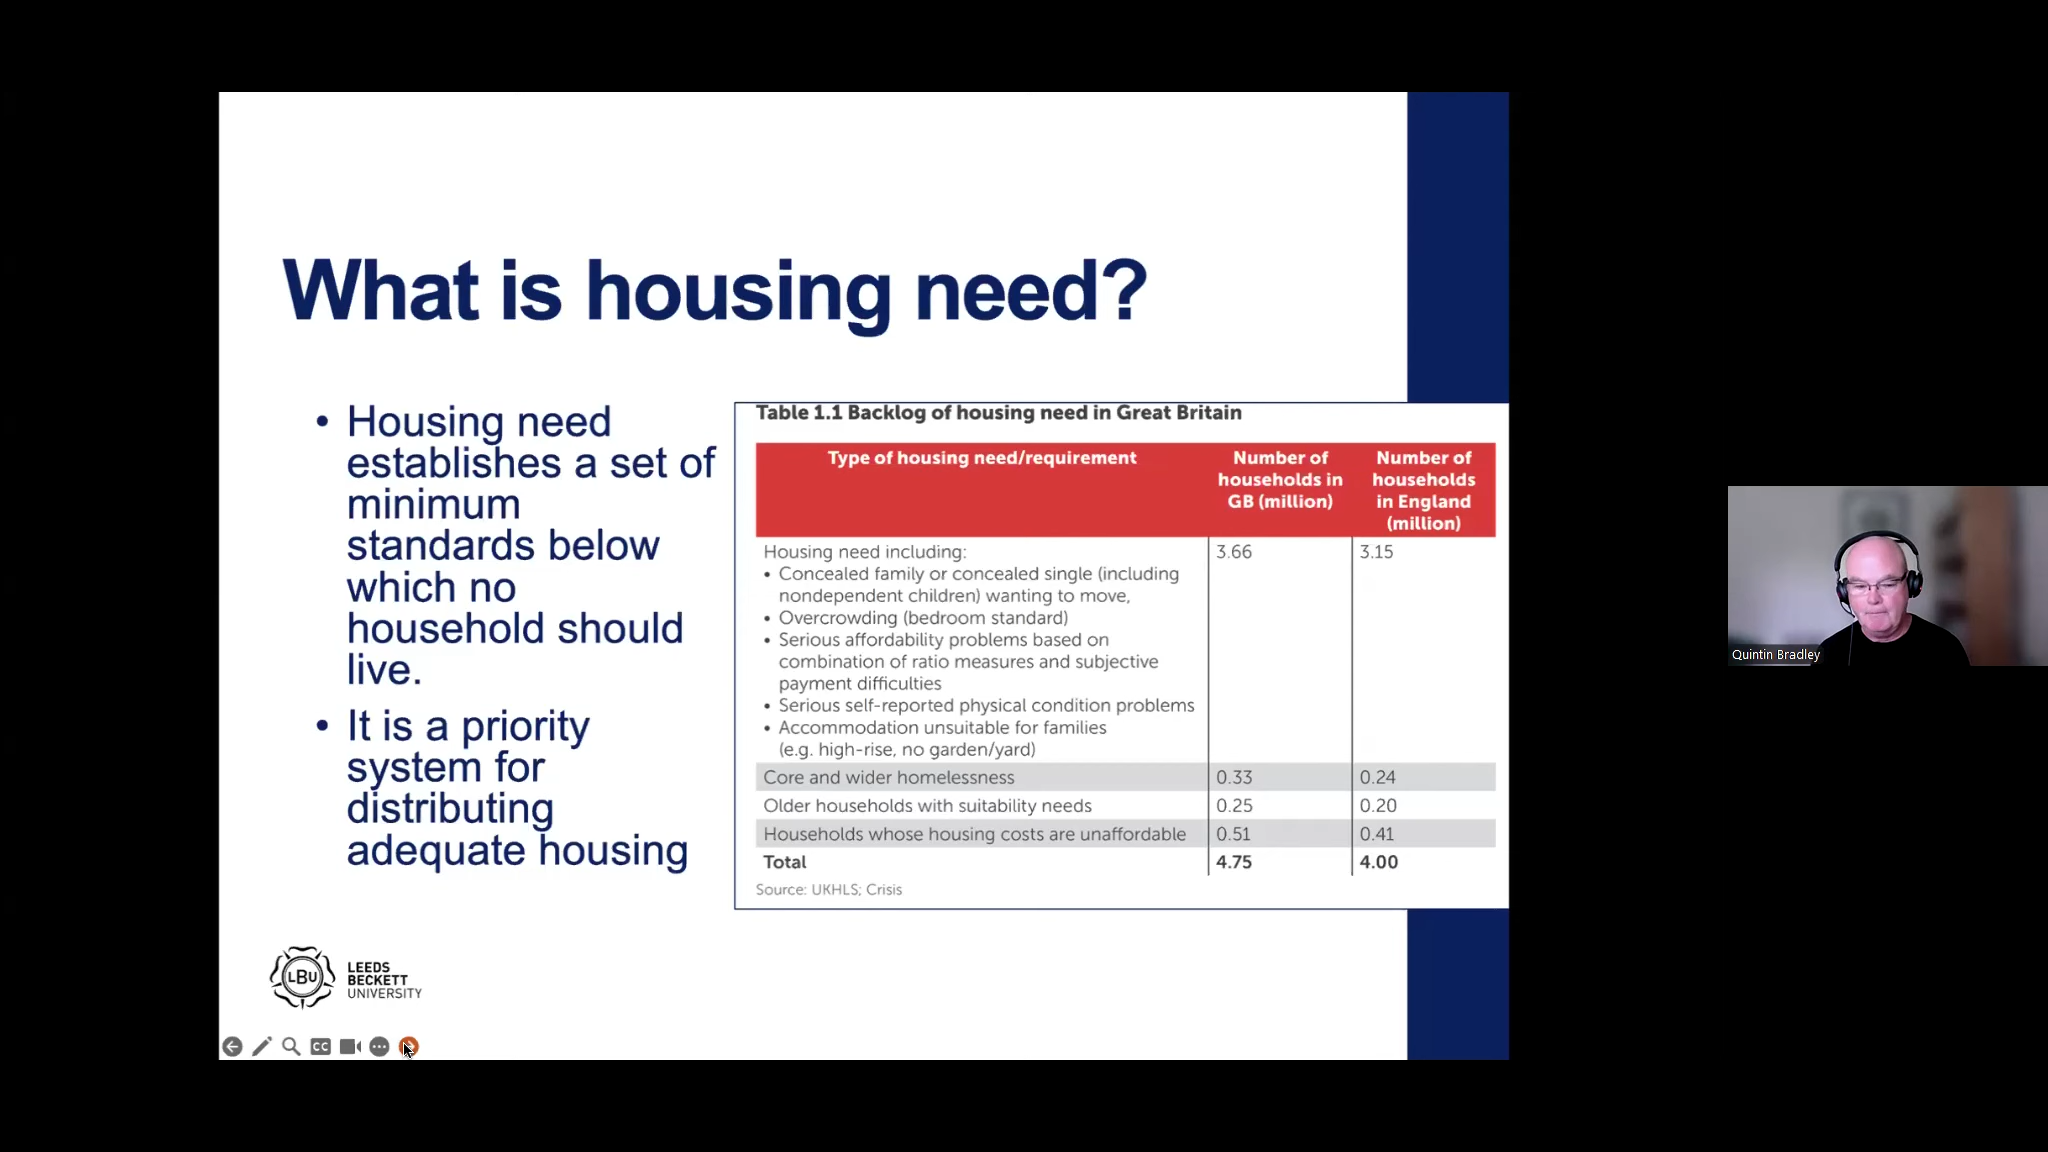 What is housing need?
• Housing need
establishes a set of
minimum
standards below
which no
household should
live.
• It is a priority
system for
distributing
adequate housing
Table 1.1 Backlog of housing need in Great Britain
Type of housing need/requirement
Number of
households in
GB (million)
Number of
households
in England
(million)
Housing need including: 3.66 3.15
• Concealed family or concealed single (including
nondependent children) wanting to move,
• Overcrowding (bedroom standard)
• Serious affordability problems based on
combination of ratio measures and subjective
payment difficulties
• Serious self-reported physical condition problems
• Accommodation unsuitable for families
(e.g. high-rise, no garden/yard)
Core and wider homelessness 0.33 0.24
Older households with suitability needs 0.25 0.20
Households whose housing costs are unaffordable 0.51 0.41
Total 4.75 4.00
Source: UKHLS; Crisis
LBU
LEEDS
BECKETT
UNIVERSITY
CC
Quintin Bradley